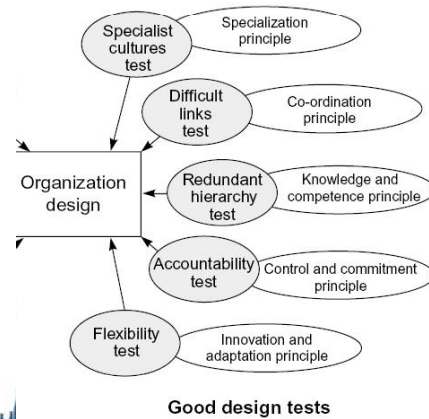 Specialist
cultures
test
Specialization
principle
Difficult
links
test
Co-ordination
principle
Organization
design
Redundant
hierarchy
test
Knowledge and
competence principle
Accountability
test
Control and commitment
principle
Flexibility
test
Innovation and
adaptation principle
Good design tests